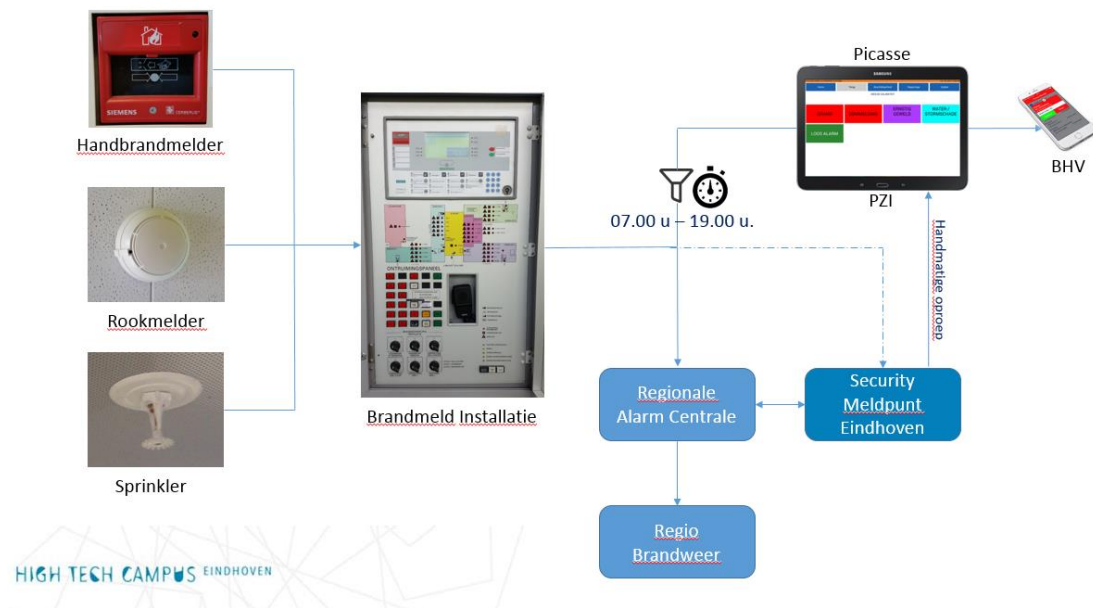 SIEMENS
Handbrandmelder
Rookmelder
Sprinkler
ONTRUIMINGSPANEEL
Brandmeld Installatie
07.00 u – 19.00 u.
Picasse
SAMSUNG
LOOS ALARM
PZI
BHV
Handmatige oproep
Regionale
Alarm Centrale
Security
Meldpunt
Eindhoven
Regio
Brandweer
HIGH TECH CAMPUS EINDHOVEN